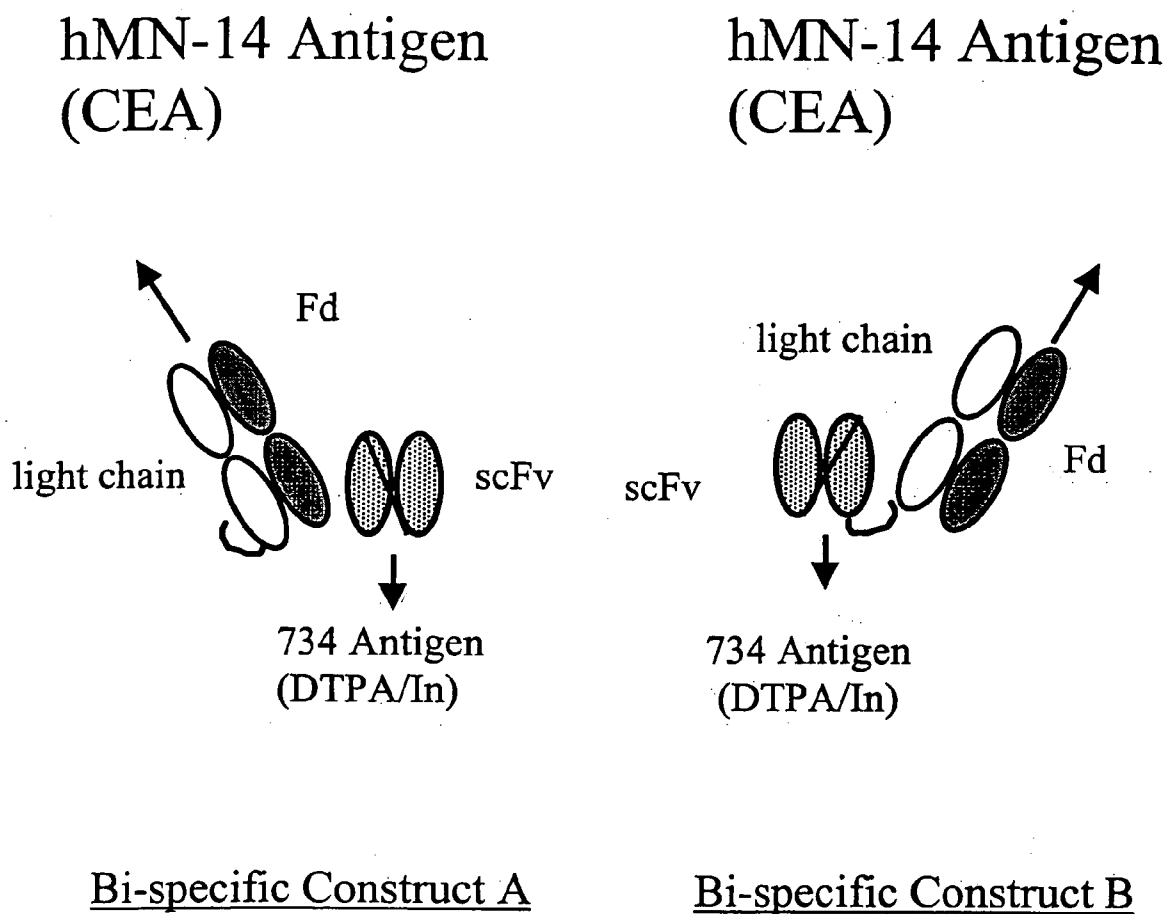 hMN-14 Antigen
(CEA)
Fd
light chain
scFv
734 Antigen
(DTPA/In)
Bi-specific Construct A
hMN-14 Antigen
(CEA)
light chain
Fd
scFv
734 Antigen
(DTPA/In)
Bi-specific Construct B